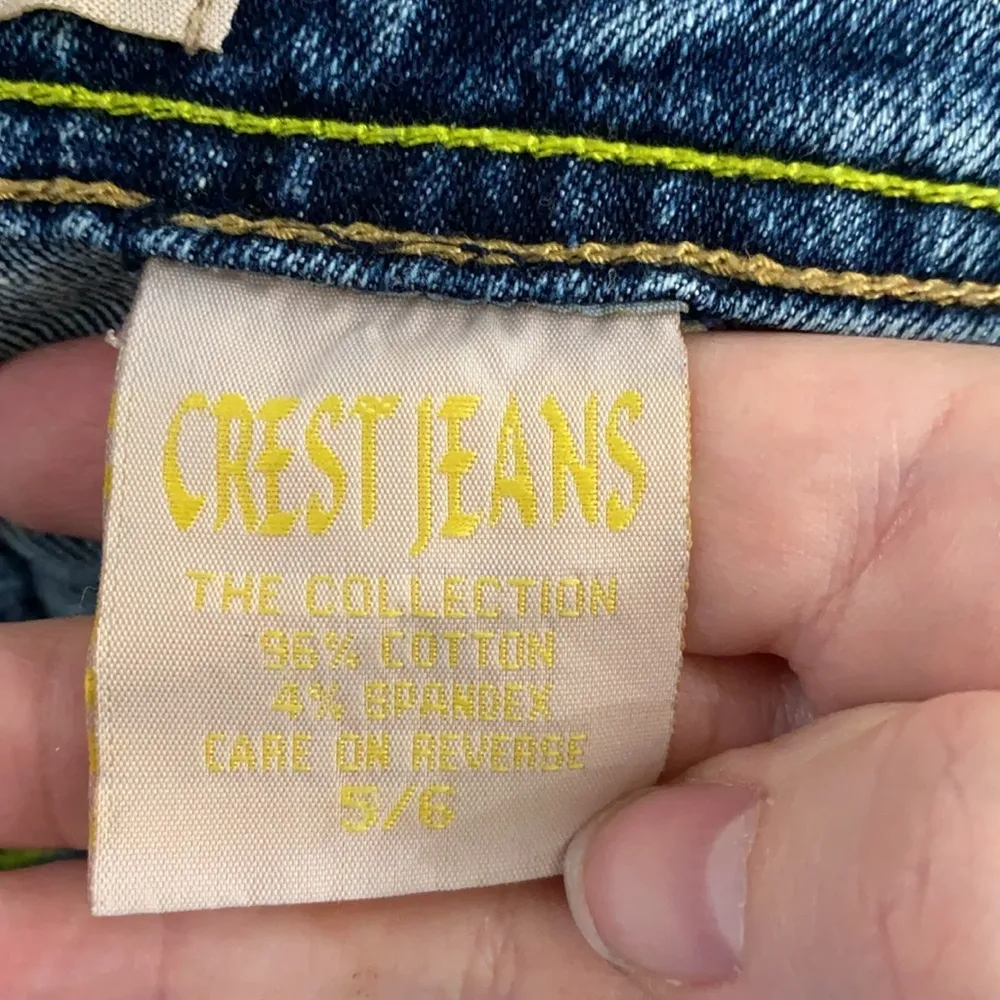 CREST JEANS
THE COLLECTION
96% COTTON
4% SPANDEX
CARE ON REVERSE
5/6